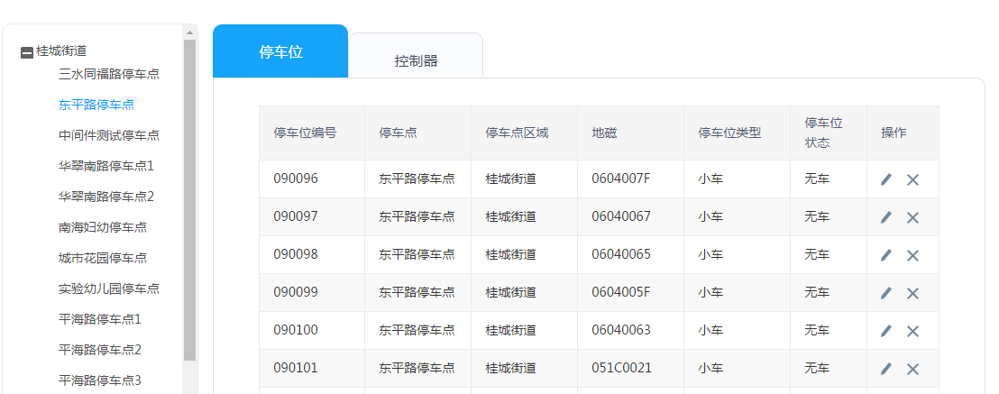 桂城街道
三水同福路停车点
东平路停车点
中间件测试停车点
华翠南路停车点1
华翠南路停车点2
南海妇幼停车点
城市花园停车点
实验幼儿园停车点
平海路停车点1
平海路停车点2
平海路停车点3
停车位 控制器
停车位编号 停车点 停车点区域 地磁 停车位类型 停车位状态 操作
090096 东平路停车点 桂城街道 0604007F 小车 无车
090097 东平路停车点 桂城街道 06040067 小车 无车
090098 东平路停车点 桂城街道 06040065 小车 无车
090099 东平路停车点 桂城街道 0604005F 小车 无车
090100 东平路停车点 桂城街道 06040063 小车 无车
090101 东平路停车点 桂城街道 051C0021 小车 无车